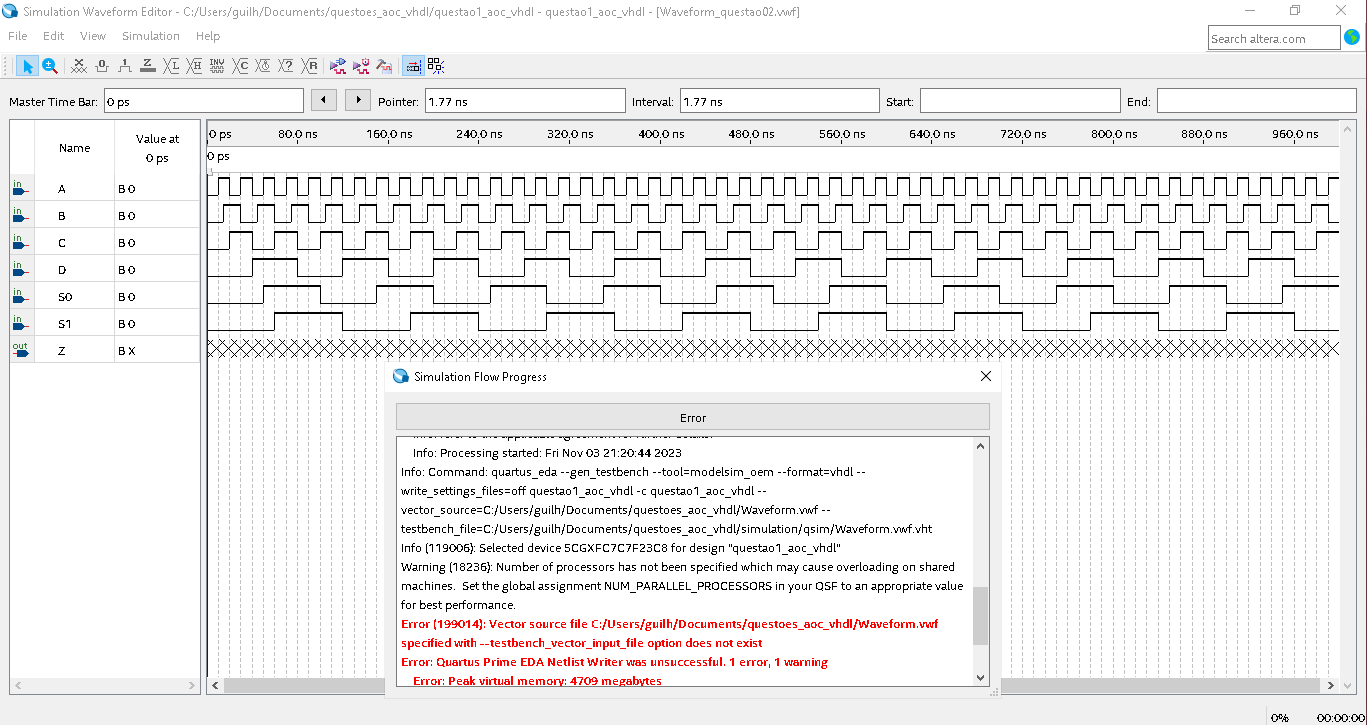 Simulation Waveform Editor - C:/Users/guilh/Documents/questoes_aoc_vhdl/questao1_aoc_vhdl - questao1_aoc_vhdl - [Waveform_questao02.vwf]
File Edit View Simulation Help
Search altera.com
Master Time Bar: 0 ps Pointer: 1.77 ns Interval: 1.77 ns Start: End:
Name Value at 0 ps
0 ps 80.0 ns 160.0 ns 240.0 ns 320.0 ns 400.0 ns 480.0 ns 560.0 ns 640.0 ns 720.0 ns 800.0 ns 880.0 ns 960.0 ns
0 ps
in A B 0
in B B 0
in C B 0
in D B 0
in S0 B 0
in S1 B 0
out Z B X
Simulation Flow Progress
Error
Info: Processing started: Fri Nov 03 21:20:44 2023
Info: Command: quartus_eda --gen_testbench --tool=modelsim_oem --format=vhdl --
write_settings_files=off questao1_aoc_vhdl -c questao1_aoc_vhdl --
vector_source=C:/Users/guilh/Documents/questoes_aoc_vhdl/Waveform.vwf --
testbench_file=C:/Users/guilh/Documents/questoes_aoc_vhdl/simulation/qsim/Waveform.vwf.vht
Info (119006): Selected device 5CGXFC7C7F23C8 for design "questao1_aoc_vhdl"
Warning (18236): Number of processors has not been specified which may cause overloading on shared
machines. Set the global assignment NUM_PARALLEL_PROCESSORS in your QSF to an appropriate value
for best performance.
Error (199014): Vector source file C:/Users/guilh/Documents/questoes_aoc_vhdl/Waveform.vwf
specified with --testbench_vector_input_file option does not exist
Error: Quartus Prime EDA Netlist Writer was unsuccessful. 1 error, 1 warning
Error: Peak virtual memory: 4709 megabytes
0% 00:00:00